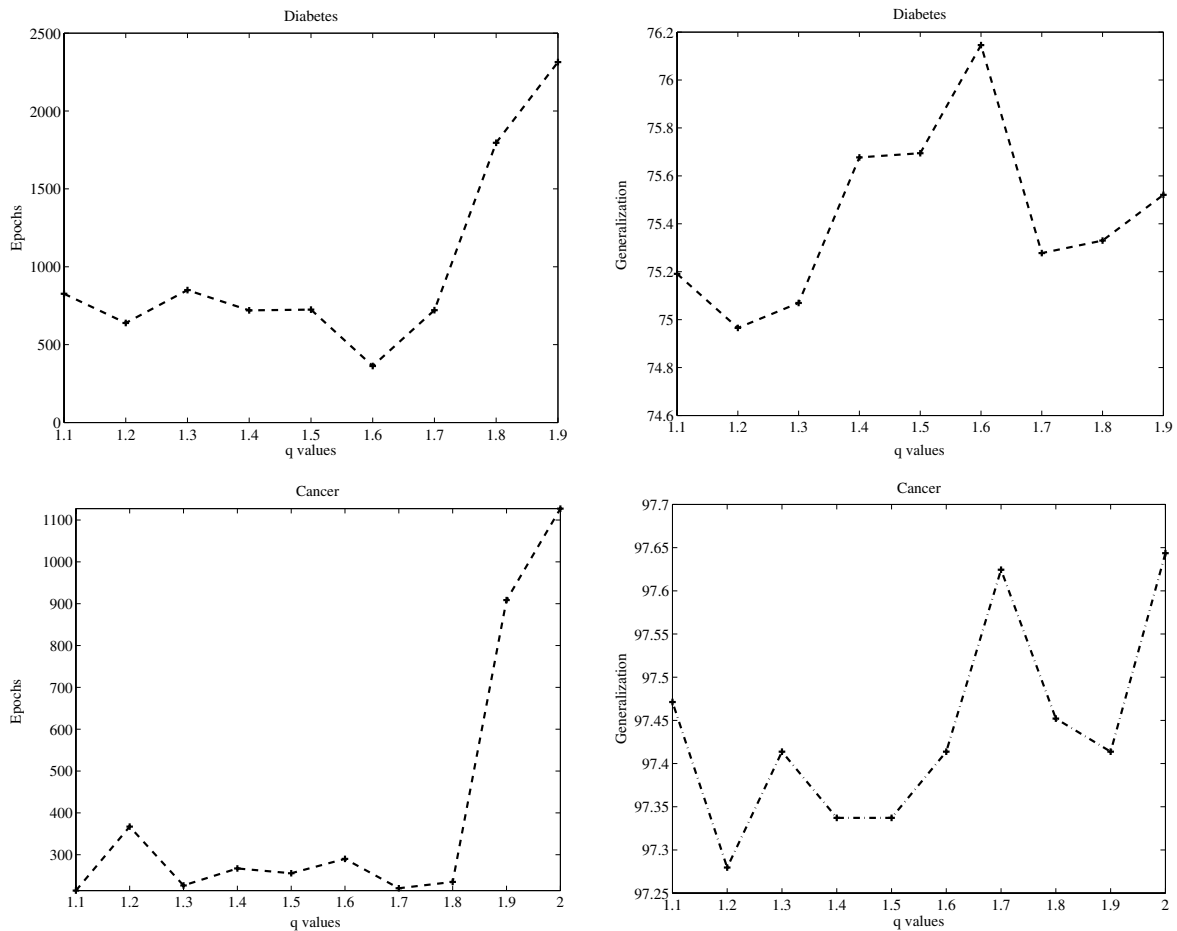 Diabetes
2500
2000
1500
1000
500
0
Epochs
1.1 1.2 1.3 1.4 1.5 1.6 1.7 1.8 1.9
q values
Diabetes
76.2
76
75.8
75.6
75.4
75.2
75
74.8
74.6
Generalization
1.1 1.2 1.3 1.4 1.5 1.6 1.7 1.8 1.9
q values
Cancer
1100
1000
900
800
700
600
500
400
300
Epochs
1.1 1.2 1.3 1.4 1.5 1.6 1.7 1.8 1.9 2
q values
Cancer
97.7
97.65
97.6
97.55
97.5
97.45
97.4
97.35
97.3
97.25
Generalization
1.1 1.2 1.3 1.4 1.5 1.6 1.7 1.8 1.9 2
q values